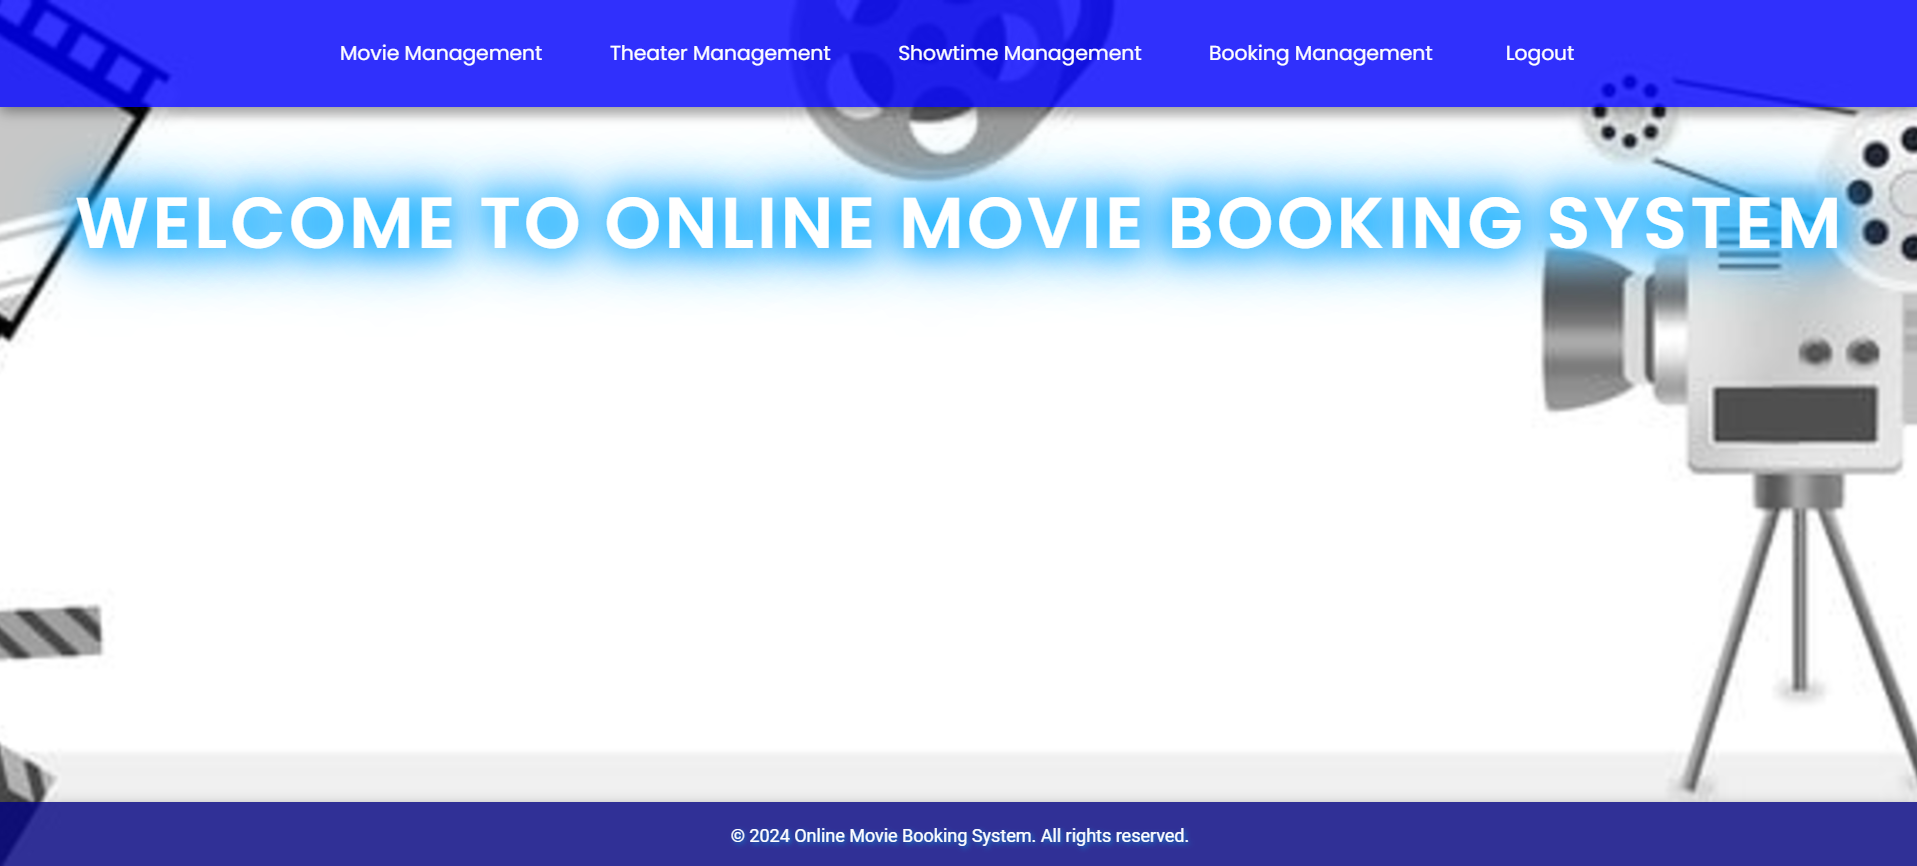 Movie Management Theater Management Showtime Management Booking Management Logout
WELCOME TO ONLINE MOVIE BOOKING SYSTEM
© 2024 Online Movie Booking System. All rights reserved.